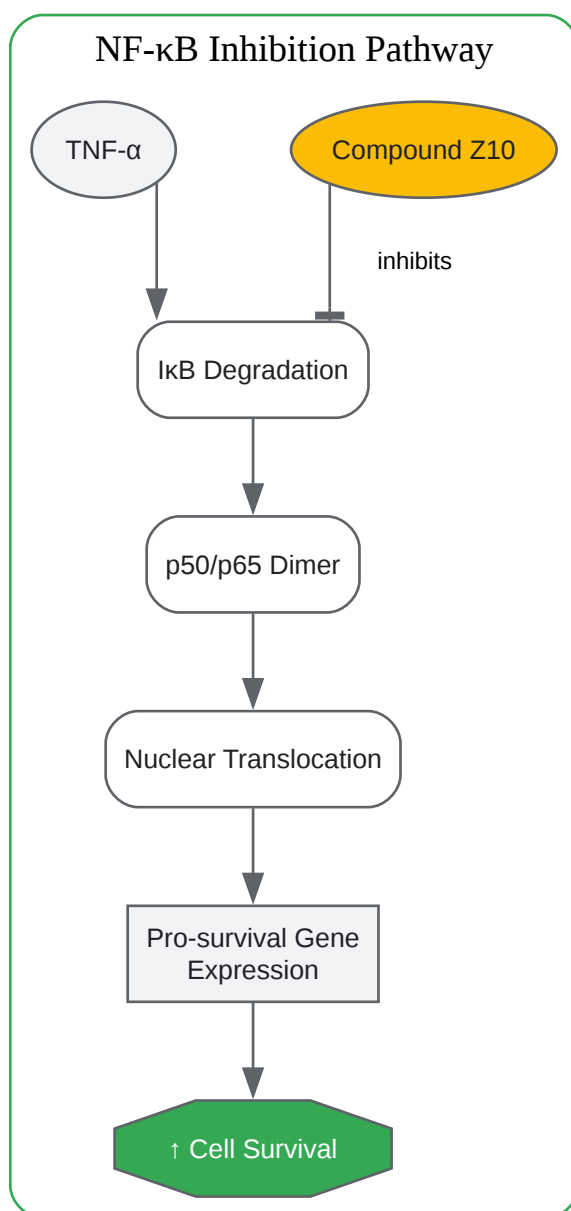 NF-κB Inhibition Pathway
TNF-α
Compound Z10
inhibits
IκB Degradation
p50/p65 Dimer
Nuclear Translocation
Pro-survival Gene
Expression
↑ Cell Survival